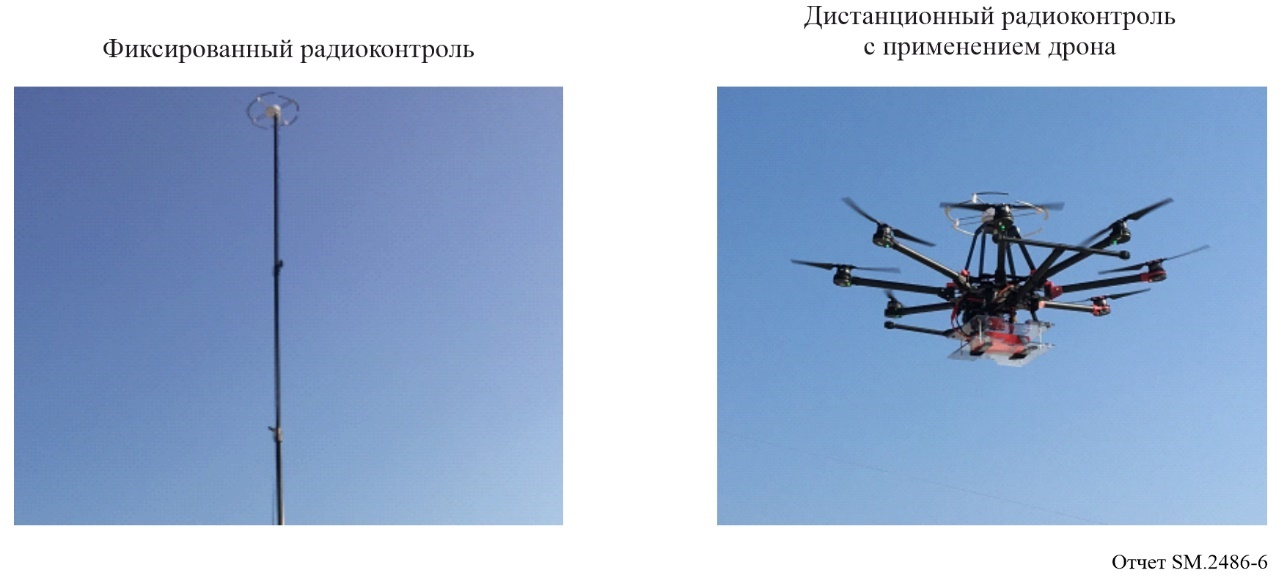 Фиксированный радиоконтроль
Дистанционный радиоконтроль
с применением дрона
Отчет SM.2486-6